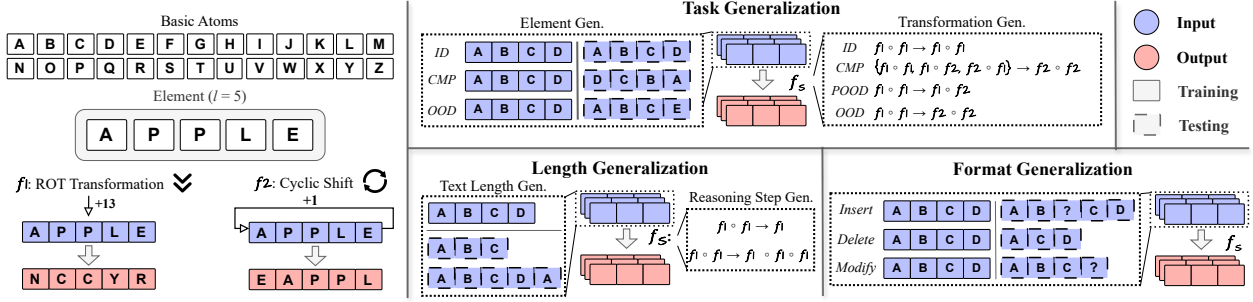 Basic Atoms
A B C D E F G H I J K L M
N O P Q R S T U V W X Y Z
Element (l = 5)
A P P L E
f1: ROT Transformation
+13
A P P L E
N C C Y R
f2: Cyclic Shift
+1
A P P L E
E A P P L
Task Generalization
Element Gen.
ID A B C D A B C D
CMP A B C D D C B A
OOD A B C D A B C E
fs
Transformation Gen.
ID f1 ∘ f1 → f1 ∘ f1
CMP {f1 ∘ f1, f1 ∘ f2, f2 ∘ f1} → f2 ∘ f2
POOD f1 ∘ f1 → f1 ∘ f2
OOD f1 ∘ f1 → f2 ∘ f2
Input
Output
Training
Testing
Length Generalization
Text Length Gen.
A B C D
A B C
A B C D A
fs:
Reasoning Step Gen.
f1 ∘ f1 → f1
f1 ∘ f1 → f1 ∘ f1 ∘ f1
Format Generalization
Insert A B C D A B ? C D
Delete A B C D A C D
Modify A B C D A B C ?
fs